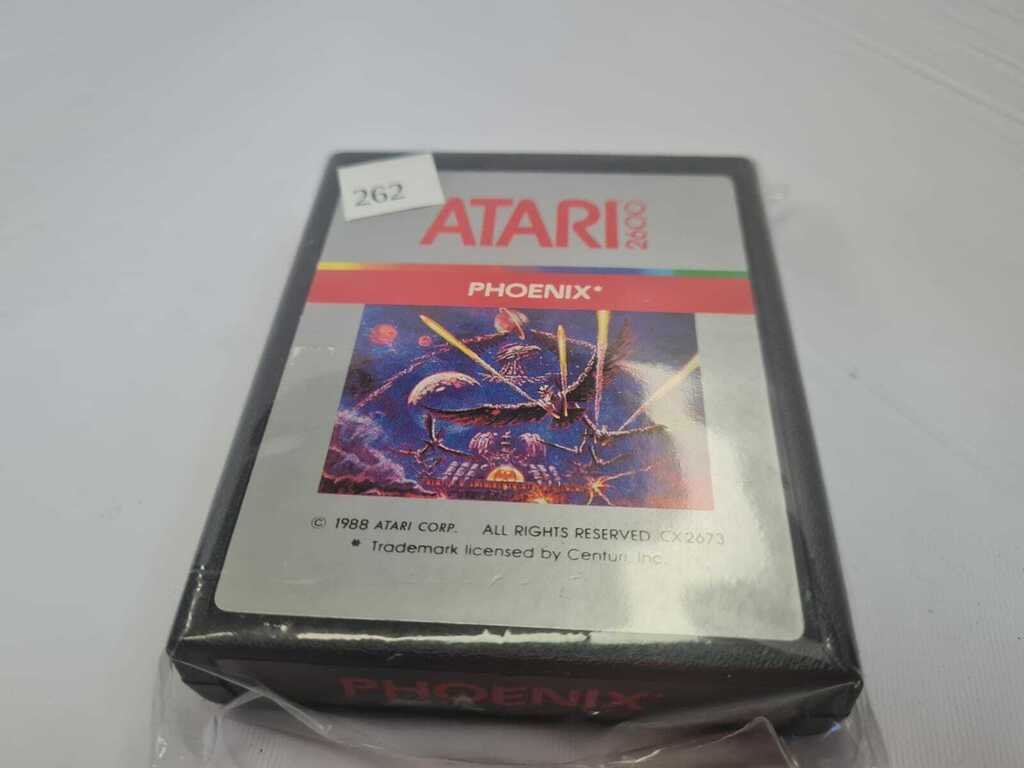 262
ATARI 2600
PHOENIX*
© 1988 ATARI CORP. ALL RIGHTS RESERVED CX2673
* Trademark licensed by Centuri, Inc.
PHOENIX*